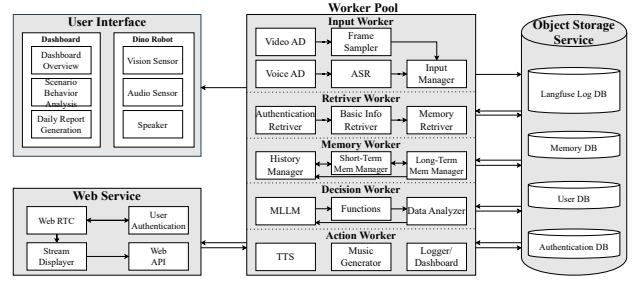 User Interface
Dashboard
Dashboard
Overview
Scenario
Behavior
Analysis
Daily Report
Generation
Dino Robot
Vision Sensor
Audio Sensor
Speaker
Web Service
Web RTC
User
Authentication
Stream
Displayer
Web
API
Worker Pool
Input Worker
Video AD
Frame
Sampler
Voice AD
ASR
Input
Manager
Retriver Worker
Authentication
Retriver
Basic Info
Retriver
Memory
Retriver
Memory Worker
History
Manager
Short-Term
Mem Manager
Long-Term
Mem Manager
Decision Worker
MLLM
Functions
Data Analyzer
Action Worker
TTS
Music
Generator
Logger/
Dashboard
Object Storage
Service
Langfuse Log DB
Memory DB
User DB
Authentication DB